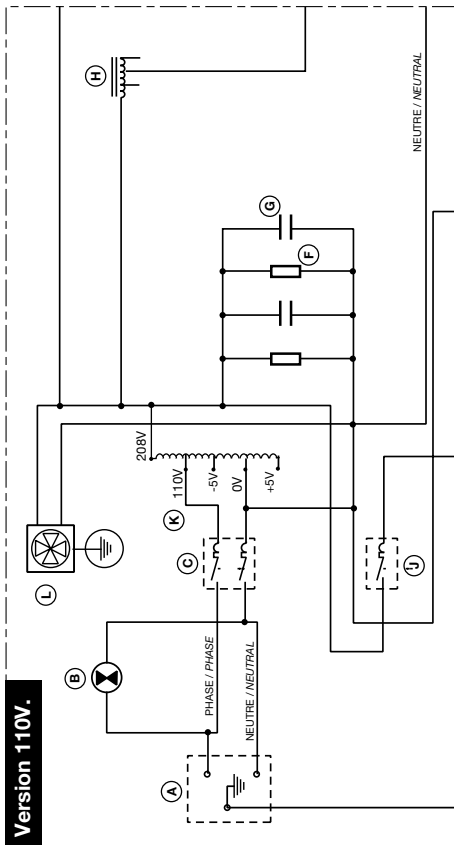 Version 110V.
A
B
PHASE / PHASE
NEUTRE / NEUTRAL
C
K
208V
110V
-5V
0V
+5V
L
J
F
G
H
NEUTRE / NEUTRAL